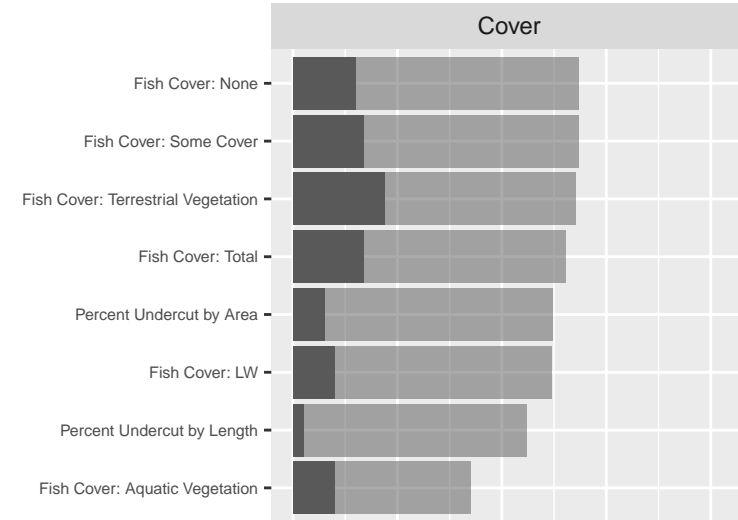 Cover
Fish Cover: None
Fish Cover: Some Cover
Fish Cover: Terrestrial Vegetation
Fish Cover: Total
Percent Undercut by Area
Fish Cover: LW
Percent Undercut by Length
Fish Cover: Aquatic Vegetation